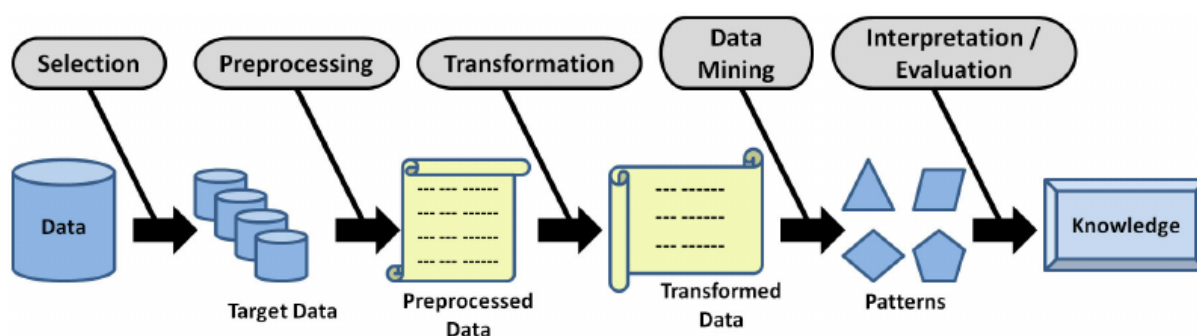 Selection
Preprocessing
Transformation
Data
Mining
Interpretation /
Evaluation
Data
Target Data
Preprocessed
Data
Transformed
Data
Patterns
Knowledge